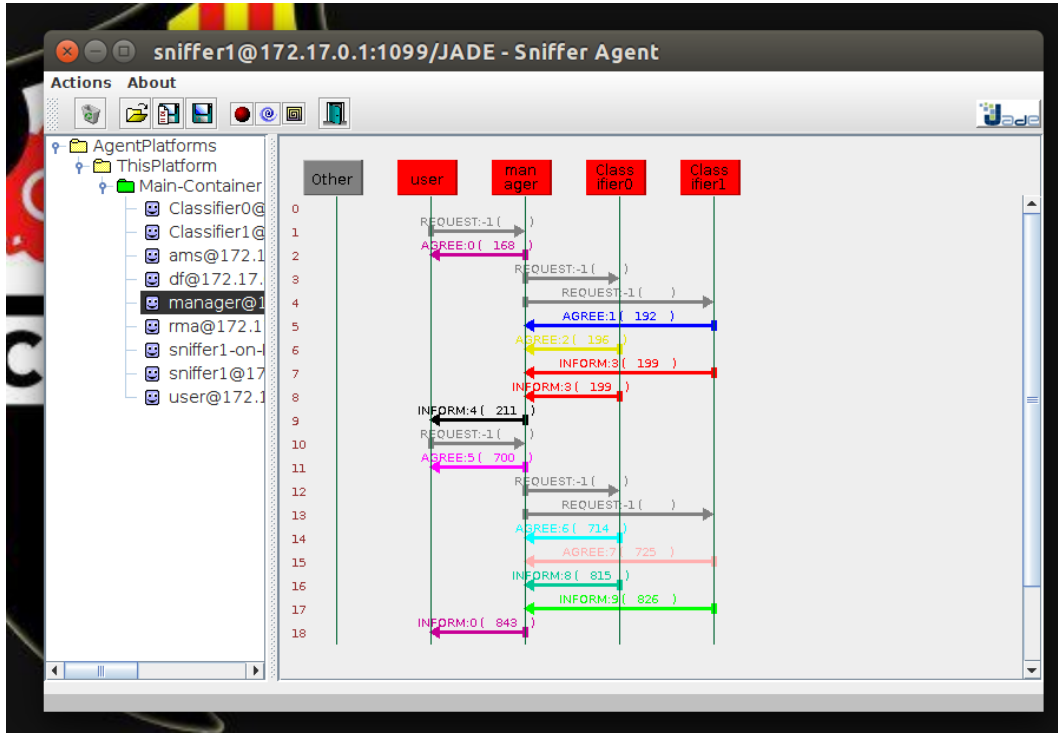 sniffer1@172.17.0.1:1099/JADE - Sniffer Agent
Actions About
Jade
AgentPlatforms
ThisPlatform
Main-Container
Classifier0@
Classifier1@
ams@172.1
df@172.17.
manager@1
rma@172.1
sniffer1-on-
sniffer1@17
user@172.1
Other
user
man
ager
Class
ifier0
Class
ifier1
0
REQUEST:-1 ( )
1
AGREE:0 ( 168 )
2
REQUEST:-1 ( )
3
REQUEST:-1 ( )
4
AGREE:1 ( 192 )
5
AGREE:2 ( 196 )
6
INFORM:3 ( 199 )
7
INFORM:3 ( 199 )
8
INFORM:4 ( 211 )
9
REQUEST:-1 ( )
10
AGREE:5 ( 700 )
11
REQUEST:-1 ( )
12
REQUEST:-1 ( )
13
AGREE:6 ( 714 )
14
AGREE:7 ( 725 )
15
INFORM:8 ( 815 )
16
INFORM:9 ( 826 )
17
INFORM:0 ( 843 )
18